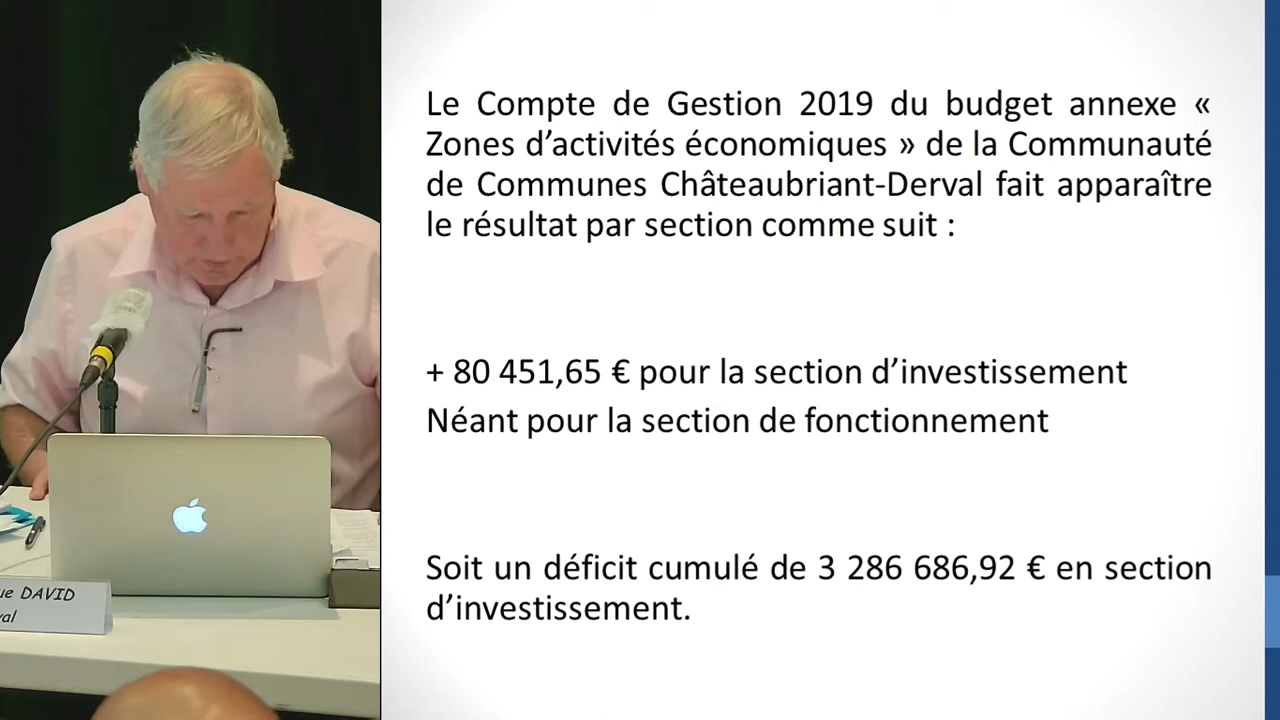 Le Compte de Gestion 2019 du budget annexe «
Zones d’activités économiques » de la Communauté
de Communes Châteaubriant-Derval fait apparaître
le résultat par section comme suit :
+ 80 451,65 € pour la section d’investissement
Néant pour la section de fonctionnement
Soit un déficit cumulé de 3 286 686,92 € en section
d’investissement.
ue DAVID
val